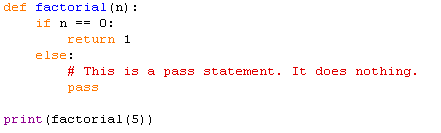 def factorial(n):
    if n == 0:
        return 1
    else:
        # This is a pass statement. It does nothing.
        pass

print(factorial(5))